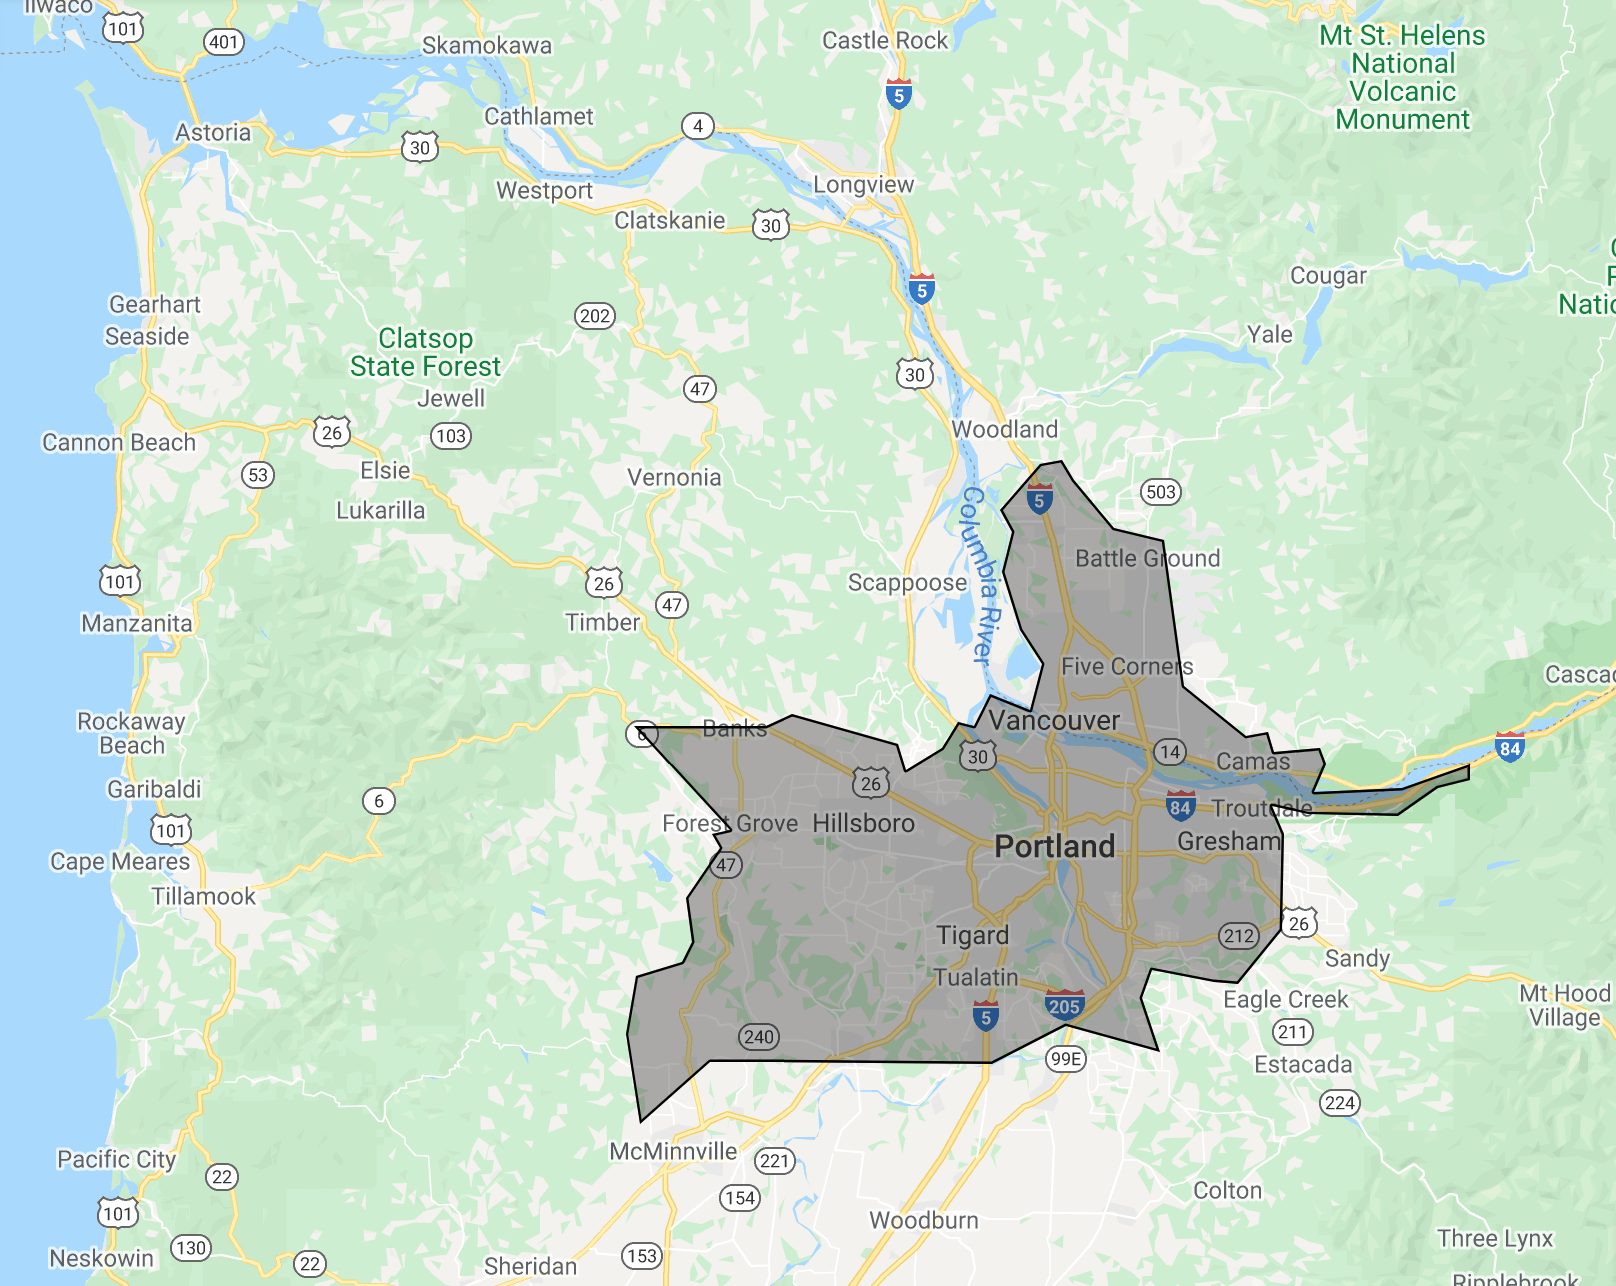 Ilwaco
101
401
Skamokawa
Castle Rock
Mt St. Helens
National
Volcanic
Monument
5
Cathlamet
Astoria
30
4
Westport
Longview
Clatskanie
30
Cougar
5
Gearhart
Seaside
202
Yale
Clatsop
State Forest
Jewell
47
30
Cannon Beach
26
103
Woodland
53
Elsie
Vernonia
503
5
Lukarilla
Columbia River
Battle Ground
101
26
Scappoose
47
Manzanita
Timber
Five Corners
Rockaway
Beach
6
Banks
Vancouver
30
14
84
Garibaldi
26
Camas
6
84
Troutdale
101
Forest Grove
Hillsboro
Portland
Gresham
Cape Meares
47
Tillamook
Tigard
212
26
Sandy
Tualatin
Eagle Creek
Mt Hood
Village
5
205
240
211
99E
Estacada
224
Pacific City
McMinnville
221
22
154
Colton
101
Woodburn
Three Lynx
130
Neskowin
22
Sheridan
153
Ripplebrook